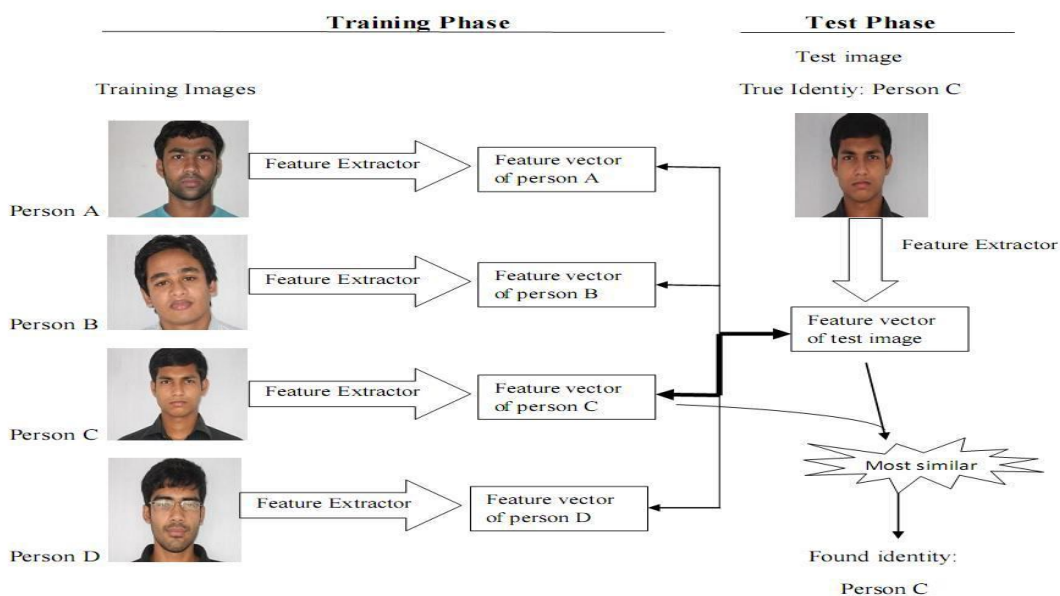 Training Phase
Test Phase
Test image
True Identiy: Person C
Training Images
Person A
Feature Extractor
Feature vector
of person A
Person B
Feature Extractor
Feature vector
of person B
Person C
Feature Extractor
Feature vector
of person C
Person D
Feature Extractor
Feature vector
of person D
Feature Extractor
Feature vector
of test image
Most similar
Found identity:
Person C